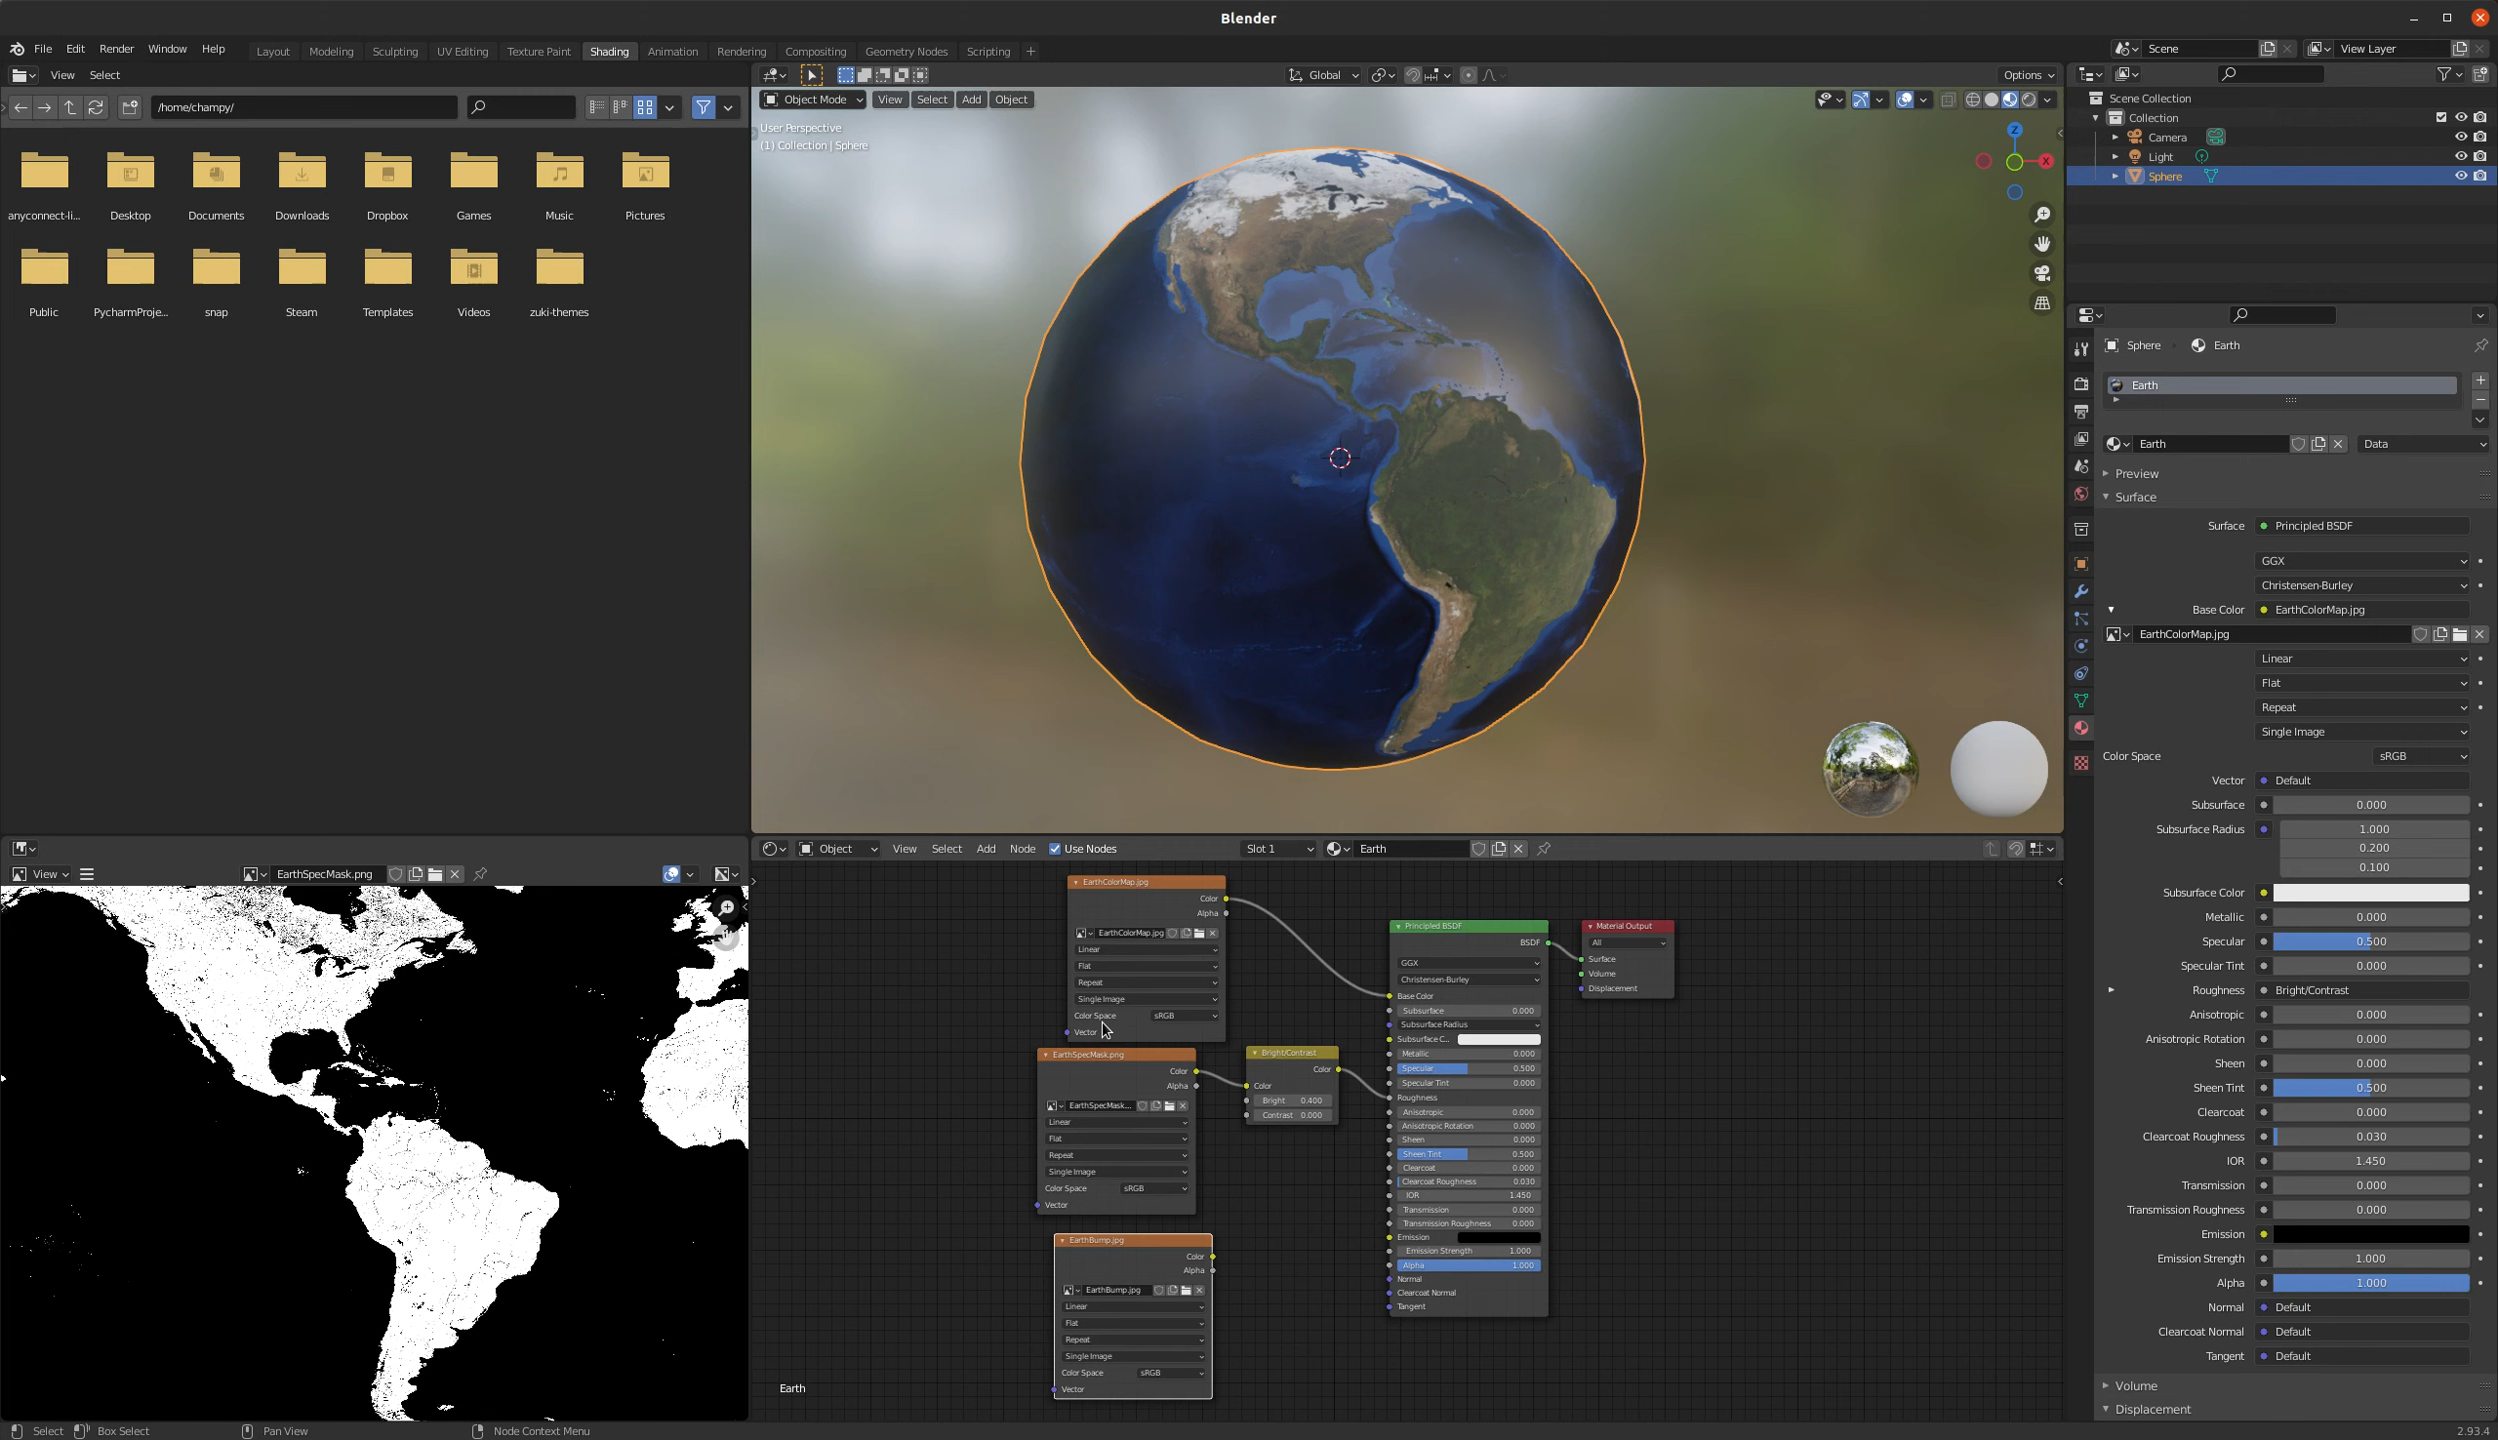 Blender
File Edit Render Window Help
Layout Modeling Sculpting UV Editing Texture Paint Shading Animation Rendering Compositing Geometry Nodes Scripting +
Scene
View Layer
View Select
/home/champy/
anyconnect-li... Desktop Documents Downloads Dropbox Games Music Pictures
Public PycharmProje... snap Steam Templates Videos zuki-themes
Global
Options
Object Mode View Select Add Object
User Perspective
(1) Collection | Sphere
Z
X
Scene Collection
Collection
Camera
Light
Sphere
Sphere Earth
Earth
Earth Data
Preview
Surface
Surface Principled BSDF
GGX
Christensen-Burley
Base Color EarthColorMap.jpg
EarthColorMap.jpg
Linear
Flat
Repeat
Single Image
Color Space sRGB
Vector Default
Subsurface 0.000
Subsurface Radius 1.000
0.200
0.100
Subsurface Color
Metallic 0.000
Specular 0.500
Specular Tint 0.000
Roughness Bright/Contrast
Anisotropic 0.000
Anisotropic Rotation 0.000
Sheen 0.000
Sheen Tint 0.500
Clearcoat 0.000
Clearcoat Roughness 0.030
IOR 1.450
Transmission 0.000
Transmission Roughness 0.000
Emission
Emission Strength 1.000
Alpha 1.000
Normal Default
Clearcoat Normal Default
Tangent Default
Volume
Displacement
View EarthSpecMask.png
Object View Select Add Node Use Nodes Slot 1 Earth
EarthColorMap.jpg
Color
Alpha
EarthColorMap.jpg
Linear
Flat
Repeat
Single Image
Color Space sRGB
Vector
EarthSpecMask.png
Color
Alpha
EarthSpecMask...
Linear
Flat
Repeat
Single Image
Color Space sRGB
Vector
Bright/Contrast
Color
Color
Bright 0.400
Contrast 0.000
EarthBump.jpg
Color
Alpha
EarthBump.jpg
Linear
Flat
Repeat
Single Image
Color Space sRGB
Vector
Principled BSDF
BSDF
GGX
Christensen-Burley
Base Color
Subsurface 0.000
Subsurface Radius
Subsurface C...
Metallic 0.000
Specular 0.500
Specular Tint 0.000
Roughness
Anisotropic 0.000
Anisotropic Rotation 0.000
Sheen 0.000
Sheen Tint 0.500
Clearcoat 0.000
Clearcoat Roughness 0.030
IOR 1.450
Transmission 0.000
Transmission Roughness 0.000
Emission
Emission Strength 1.000
Alpha 1.000
Normal
Clearcoat Normal
Tangent
Material Output
All
Surface
Volume
Displacement
Earth
Select Box Select Pan View Node Context Menu 2.93.4